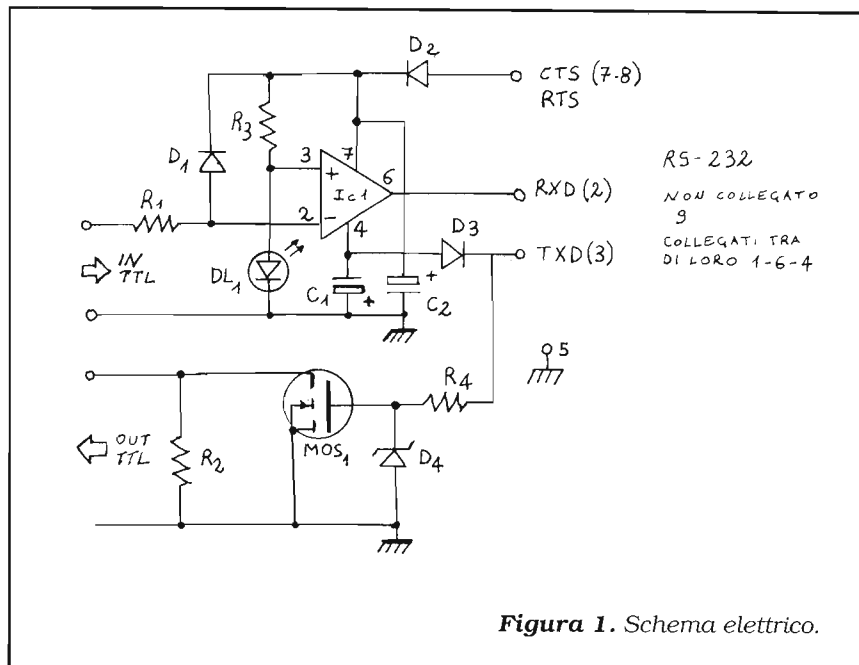 D2
CTS (7-8)
RTS
R3
D1
3
7
+
Ic1
6
RXD (2)
RS-232
NON COLLEGATO
9
COLLEGATI TRA
DI LORO 1-6-4
R1
2
-
4
D3
TXD (3)
IN
TTL
DL1
C1
+
+
C2
5
R4
OUT
TTL
R2
MOS1
D4
Figura 1. Schema elettrico.